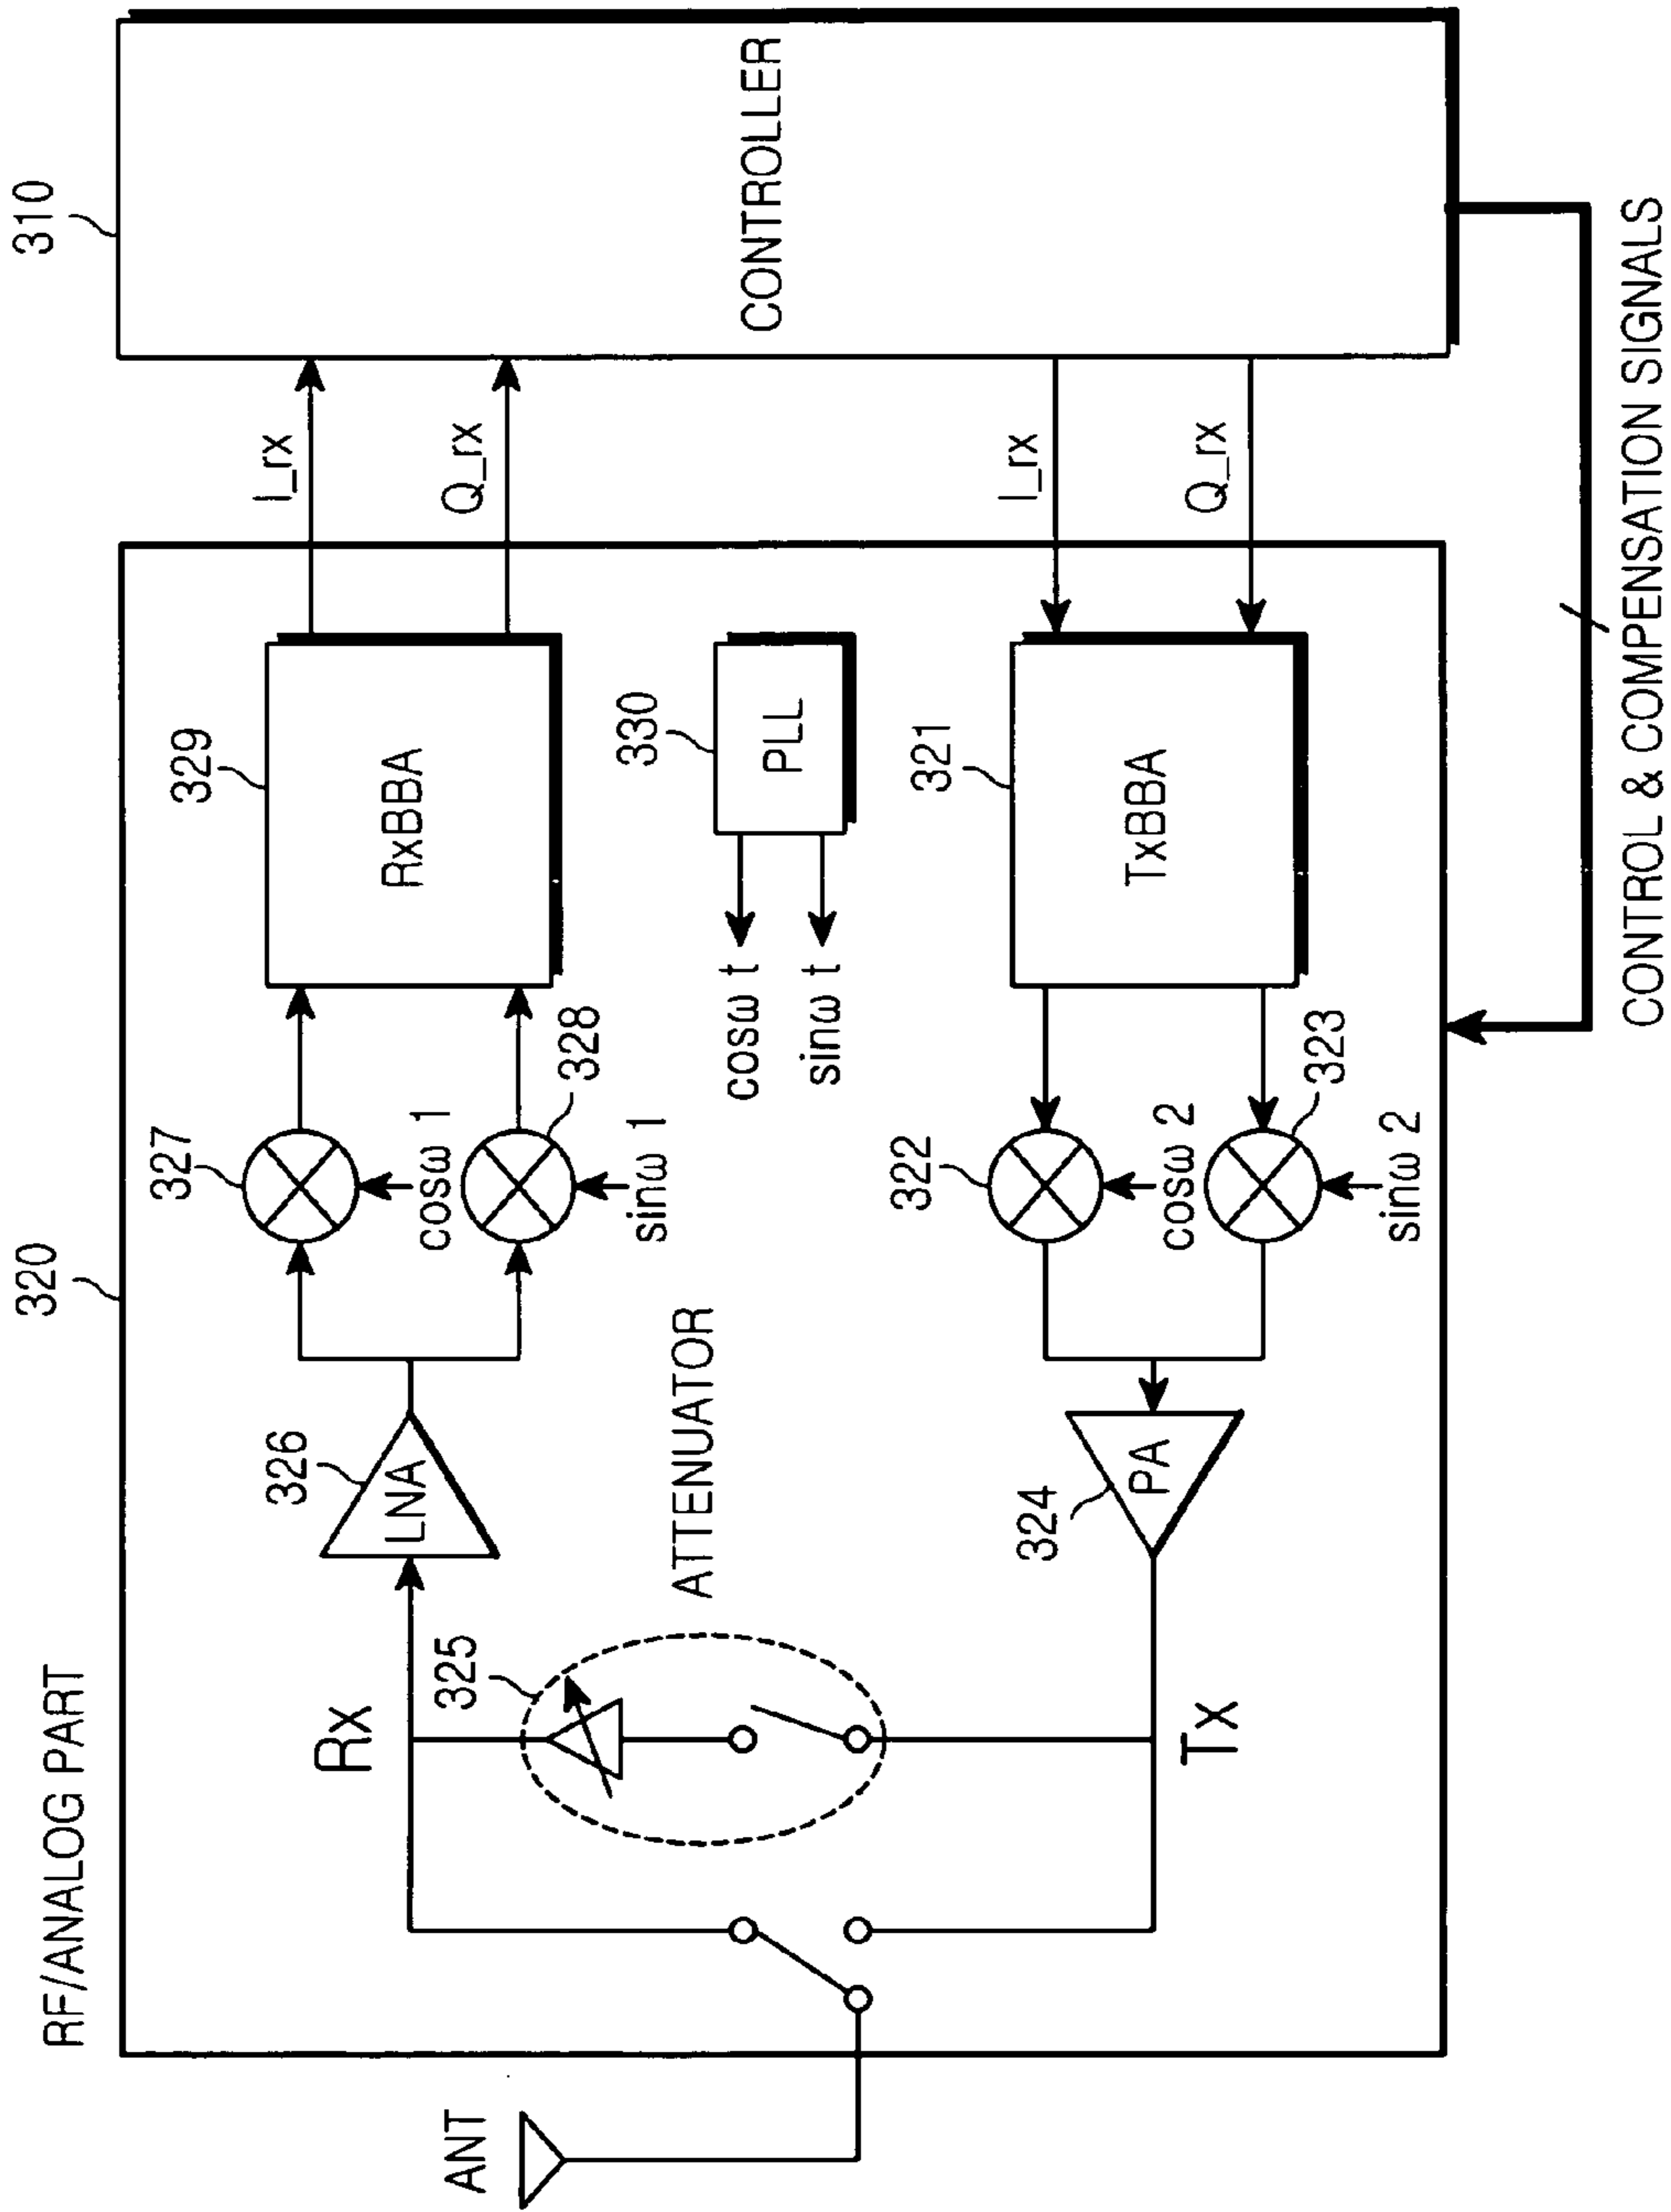 RF/ANALOG PART
320
310
ANT
Rx
325
ATTENUATOR
Tx
326
LNA
324
PA
327
cosω 1
328
sinω 1
322
cosω 2
323
sinω 2
329
RxBBA
330
PLL
cosω t
sinω t
321
TxBBA
I_rx
Q_rx
I_rx
Q_rx
CONTROLLER
CONTROL & COMPENSATION SIGNALS